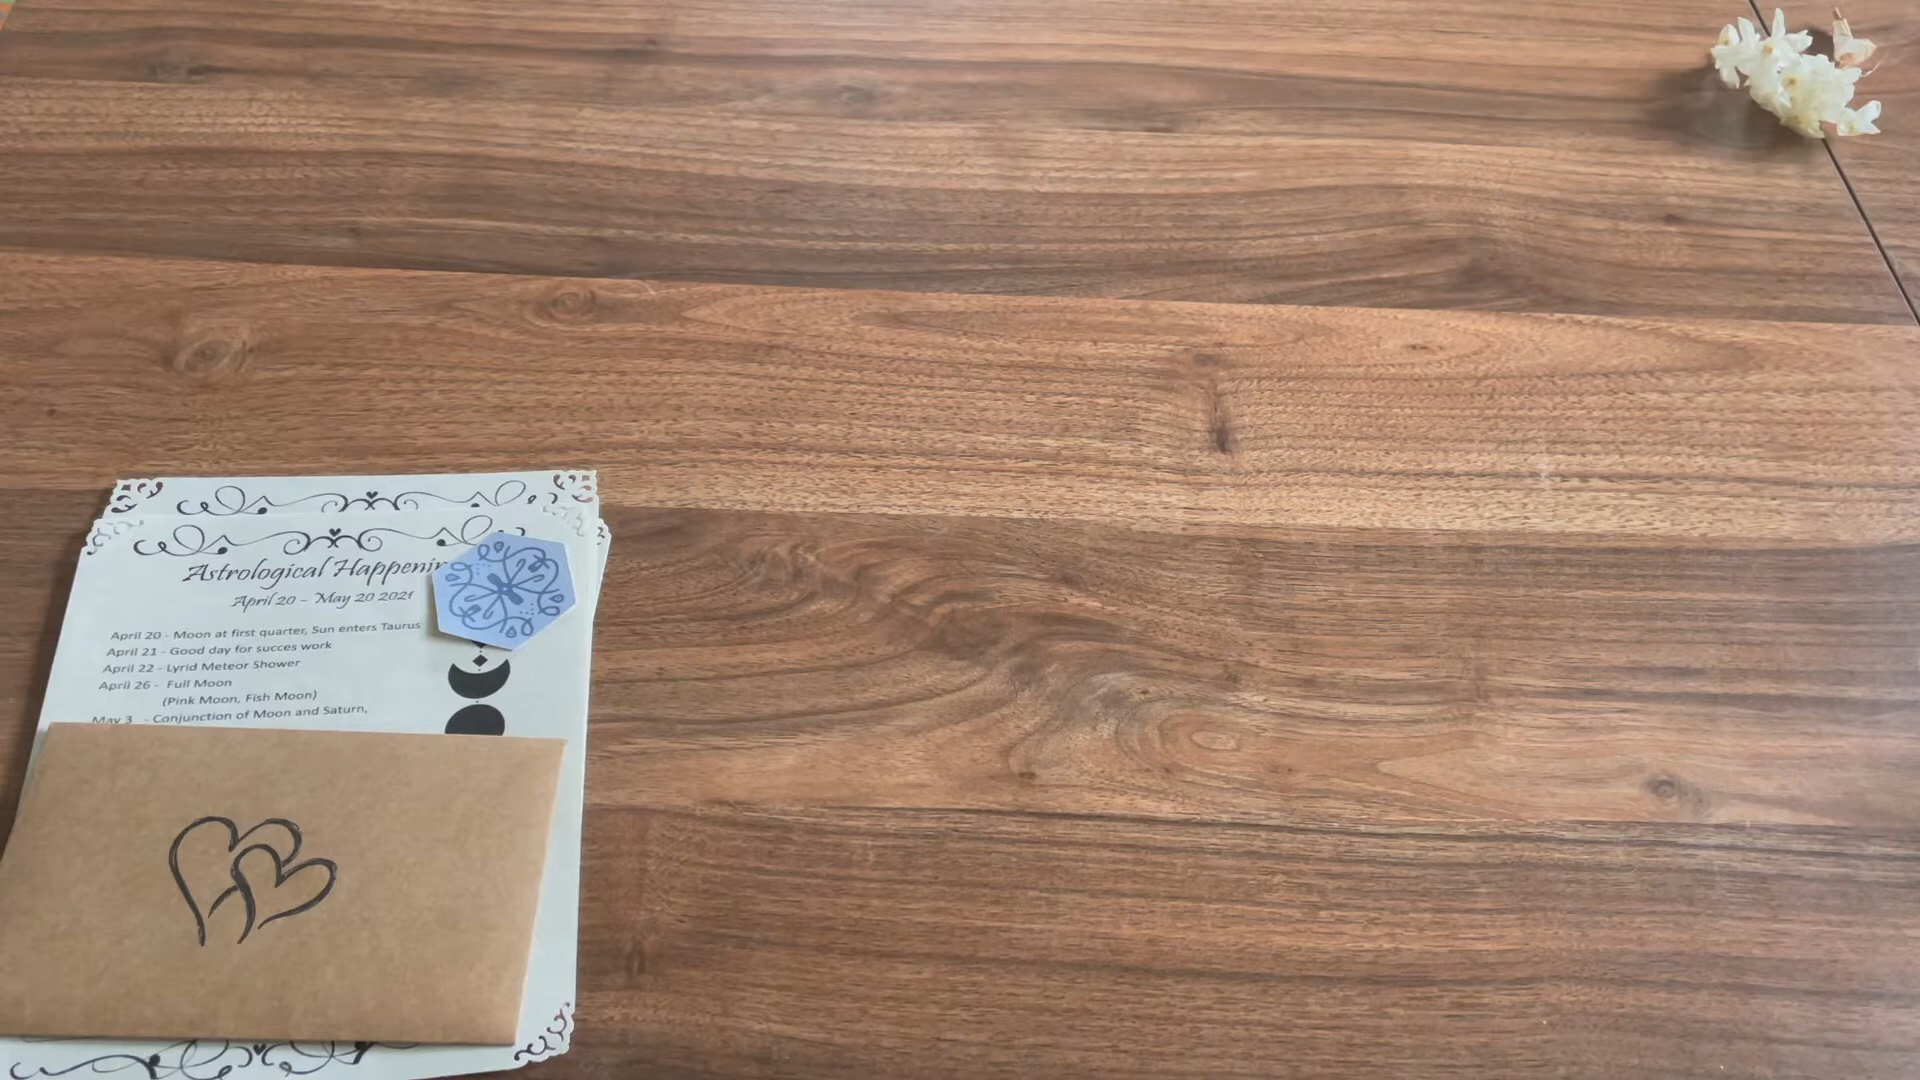 Astrological Happenin
April 20 - May 20 2021
April 20 - Moon at first quarter, Sun enters Taurus
April 21 - Good day for succes work
April 22 - Lyrid Meteor Shower
April 26 - Full Moon
(Pink Moon, Fish Moon)
May 3 - Conjunction of Moon and Saturn,